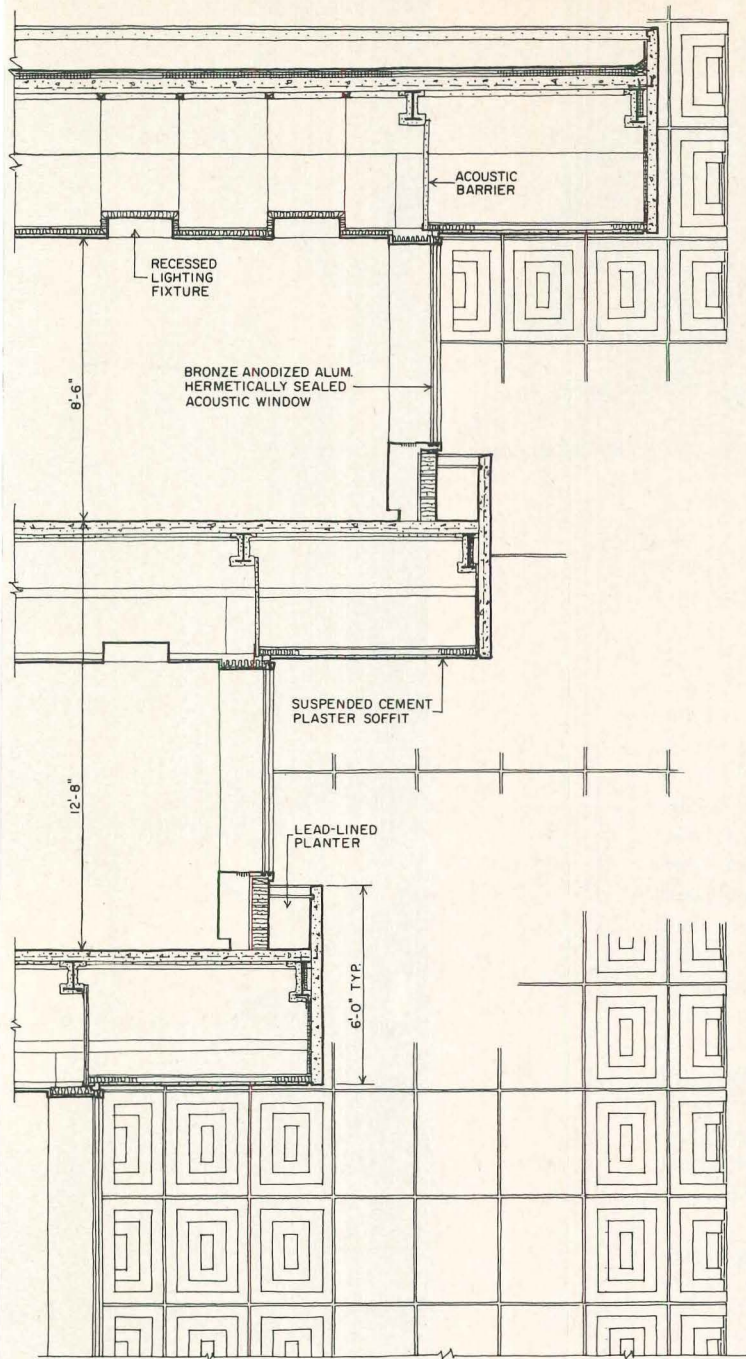 ACOUSTIC
BARRIER
RECESSED
LIGHTING
FIXTURE
BRONZE ANODIZED ALUM.
HERMETICALLY SEALED
ACOUSTIC WINDOW
8'-6"
SUSPENDED CEMENT
PLASTER SOFFIT
12'-8"
LEAD-LINED
PLANTER
6'-0" TYP.